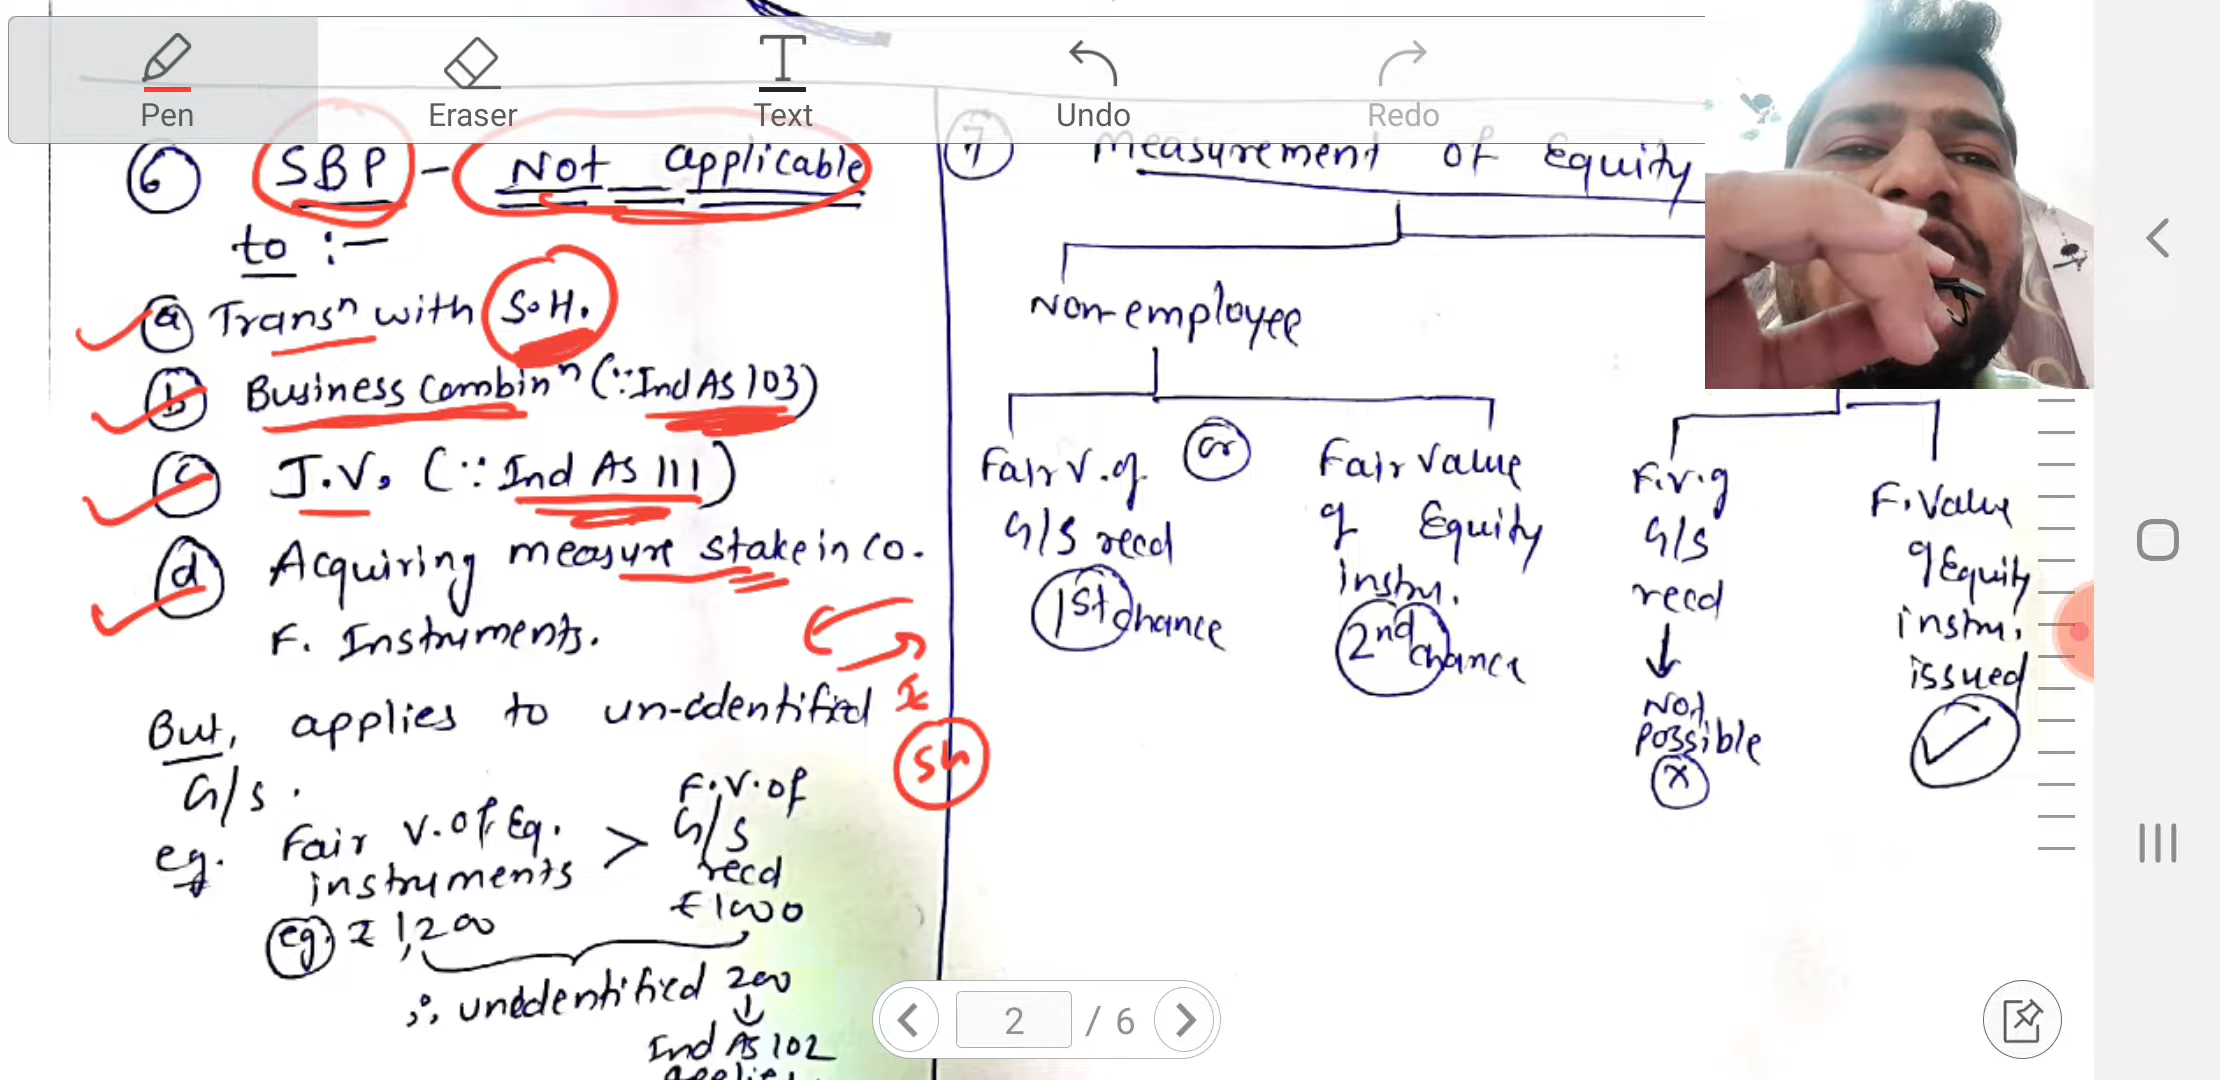 Pen
Eraser
Text
Undo
Redo
6 SBP - Not applicable
to :-
a Transⁿ with S.H.
b Business Combinⁿ (∵ Ind AS 103)
c J.V. (∵ Ind AS 111)
d Acquiring measure stake in co.
F. Instruments.
But, applies to un-identified
G/s.
eg. Fair V. of Eq. instruments > F.V. of G/S recd
eg. ₹ 1,200
₹ 1000
∴ unidentified 200
Ind AS 102
applies
₹
Sh
7 Measurement of Equity
Non-employee
Fair V. of
G/S recd
1st chance
or
Fair Value
of Equity
instru.
2nd chance
F.V. of
G/S
recd
Not
possible
x
F. Value
of Equity
instru.
issued
2 / 6